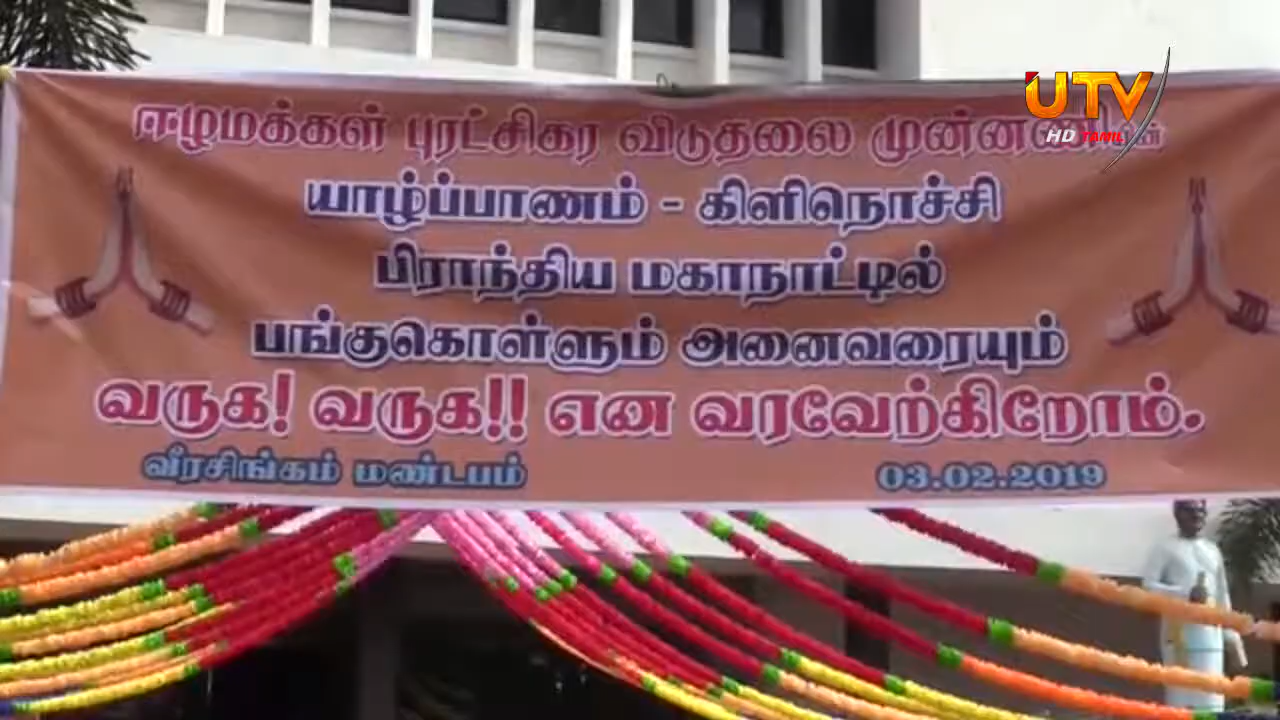 ஈழமக்கள் புரட்சிகர விடுதலை முன்னணியின்
யாழ்ப்பாணம் - கிளிநொச்சி
பிராந்திய மகாநாட்டில்
பங்குகொள்ளும் அனைவரையும்
வருக! வருக!! என வரவேற்கிறோம்.
வீரசிங்கம் மண்டபம் 03.02.2019
UTV
HD TAMIL